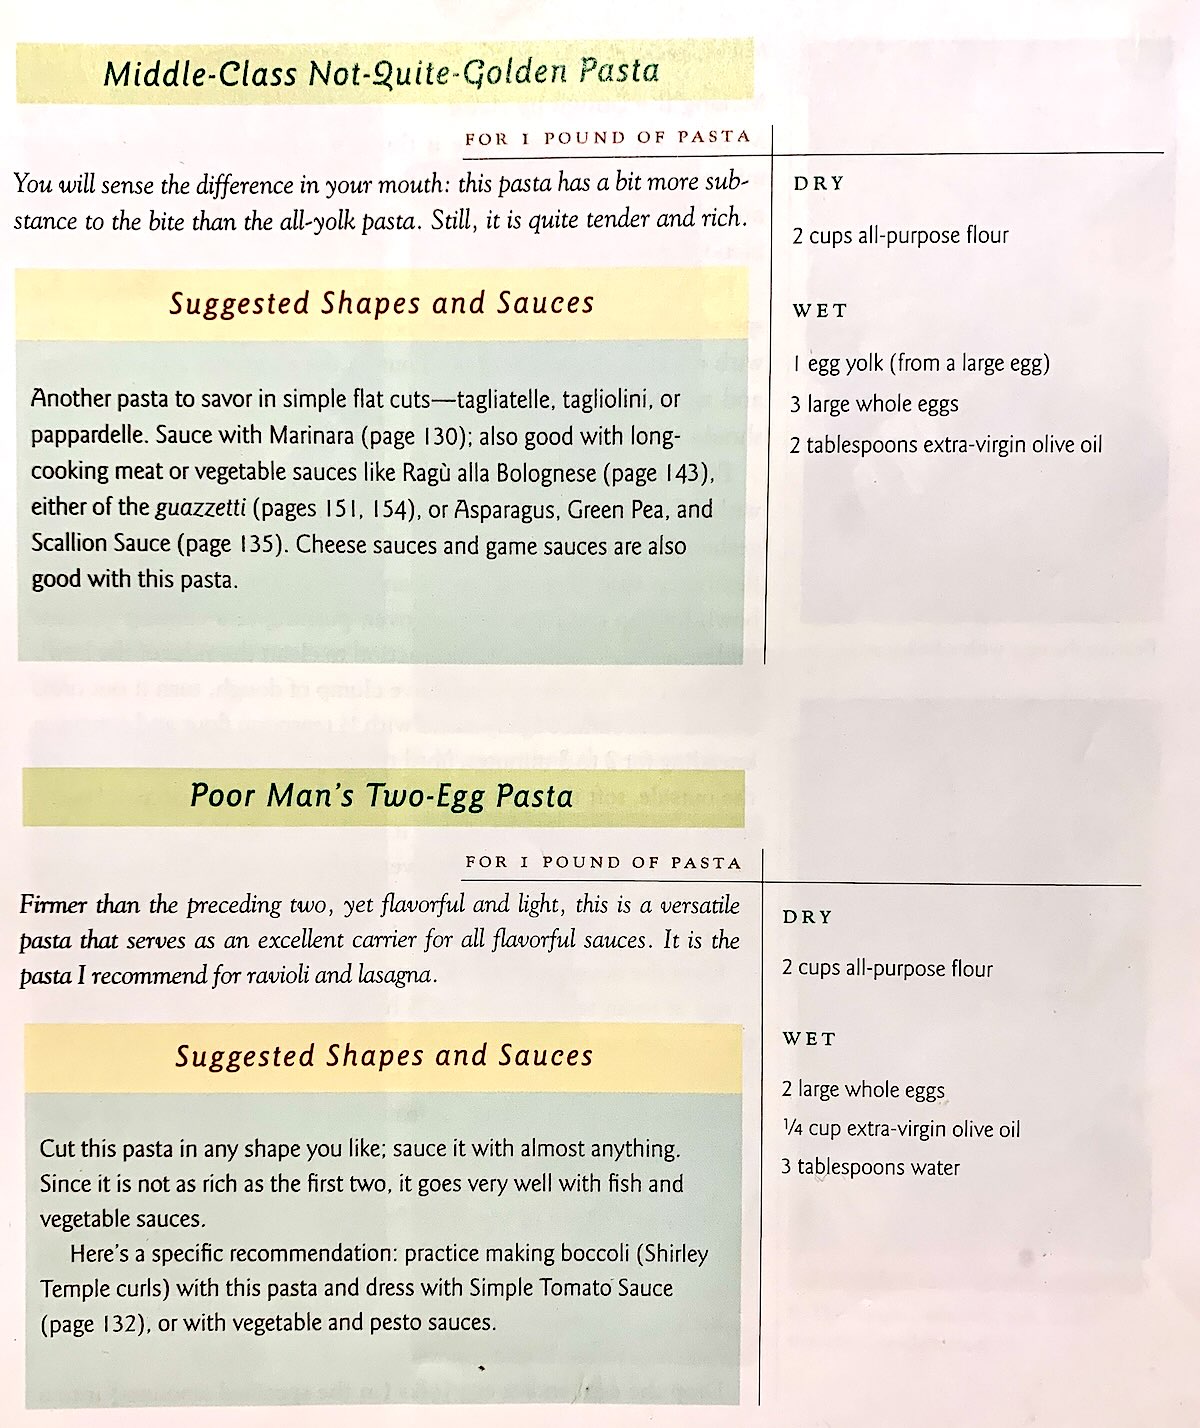 Middle-Class Not-Quite-Golden Pasta
FOR 1 POUND OF PASTA
You will sense the difference in your mouth: this pasta has a bit more sub-
stance to the bite than the all-yolk pasta. Still, it is quite tender and rich.
Suggested Shapes and Sauces
Another pasta to savor in simple flat cuts—tagliatelle, tagliolini, or
pappardelle. Sauce with Marinara (page 130); also good with long-
cooking meat or vegetable sauces like Ragù alla Bolognese (page 143),
either of the guazzetti (pages 151, 154), or Asparagus, Green Pea, and
Scallion Sauce (page 135). Cheese sauces and game sauces are also
good with this pasta.
DRY
2 cups all-purpose flour
WET
1 egg yolk (from a large egg)
3 large whole eggs
2 tablespoons extra-virgin olive oil
Poor Man's Two-Egg Pasta
FOR 1 POUND OF PASTA
Firmer than the preceding two, yet flavorful and light, this is a versatile
pasta that serves as an excellent carrier for all flavorful sauces. It is the
pasta I recommend for ravioli and lasagna.
Suggested Shapes and Sauces
Cut this pasta in any shape you like; sauce it with almost anything.
Since it is not as rich as the first two, it goes very well with fish and
vegetable sauces.
Here's a specific recommendation: practice making boccoli (Shirley
Temple curls) with this pasta and dress with Simple Tomato Sauce
(page 132), or with vegetable and pesto sauces.
DRY
2 cups all-purpose flour
WET
2 large whole eggs
¼ cup extra-virgin olive oil
3 tablespoons water